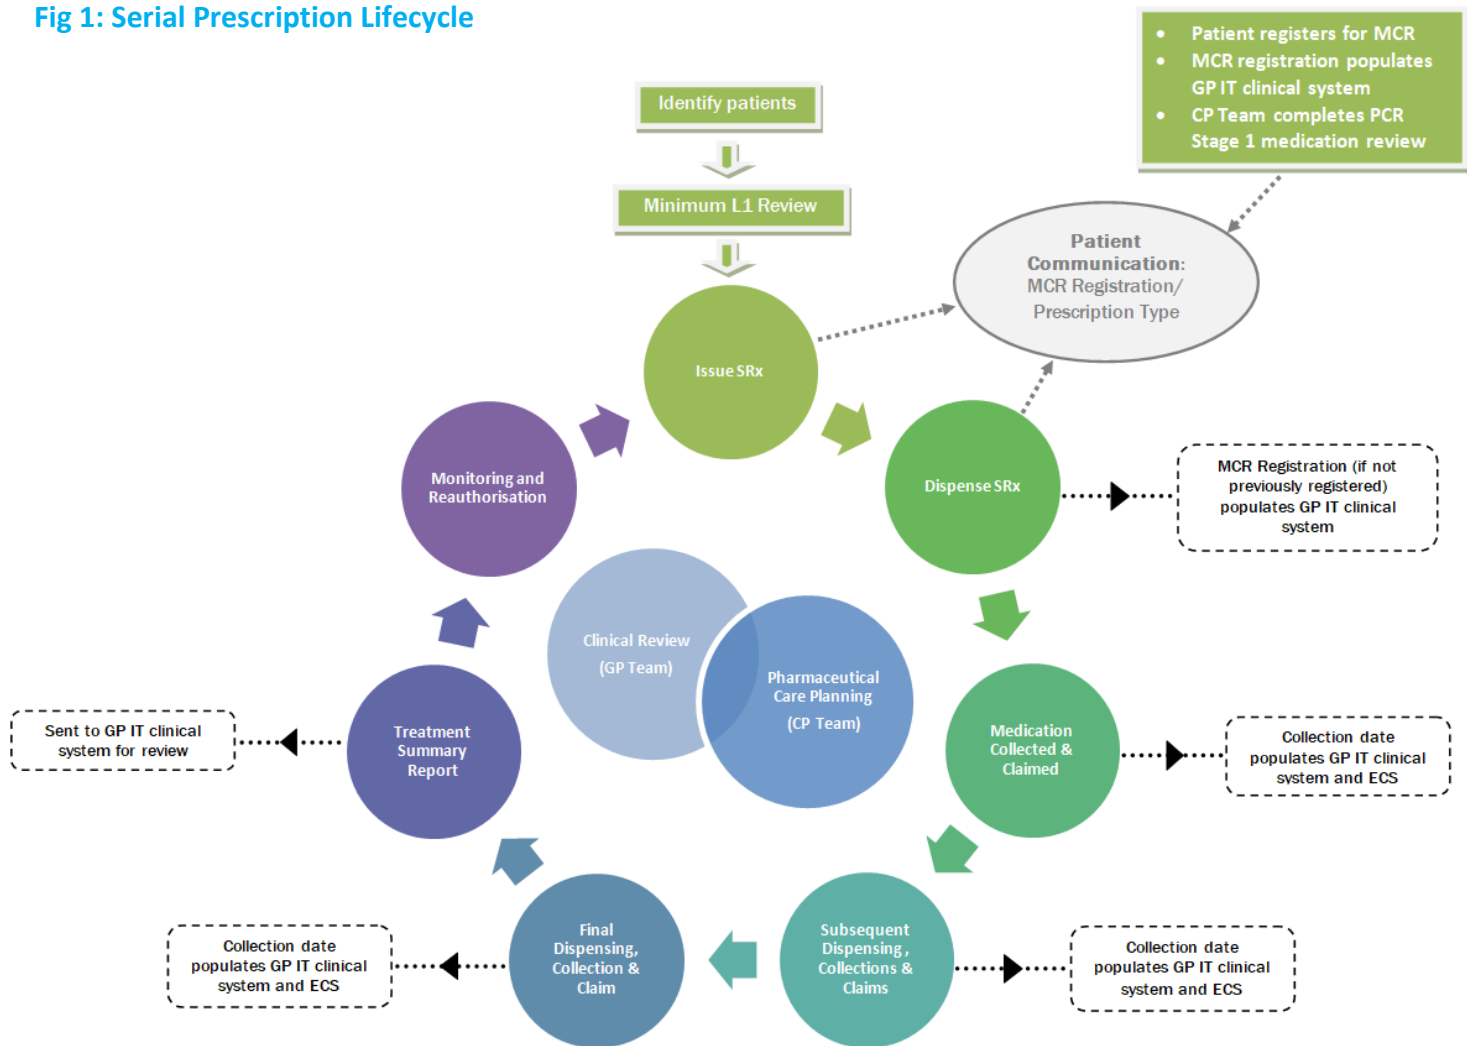 Fig 1: Serial Prescription Lifecycle
• Patient registers for MCR
• MCR registration populates
GP IT clinical system
• CP Team completes PCR
Stage 1 medication review
Identify patients
Minimum L1 Review
Patient
Communication:
MCR Registration/
Prescription Type
Issue SRx
Dispense SRx
MCR Registration (if not
previously registered)
populates GP IT clinical
system
Monitoring and
Reauthorisation
Clinical Review
(GP Team)
Pharmaceutical
Care Planning
(CP Team)
Medication
Collected &
Claimed
Collection date
populates GP IT clinical
system and ECS
Treatment
Summary
Report
Sent to GP IT clinical
system for review
Subsequent
Dispensing ,
Collections &
Claims
Collection date
populates GP IT clinical
system and ECS
Final
Dispensing,
Collection &
Claim
Collection date
populates GP IT clinical
system and ECS